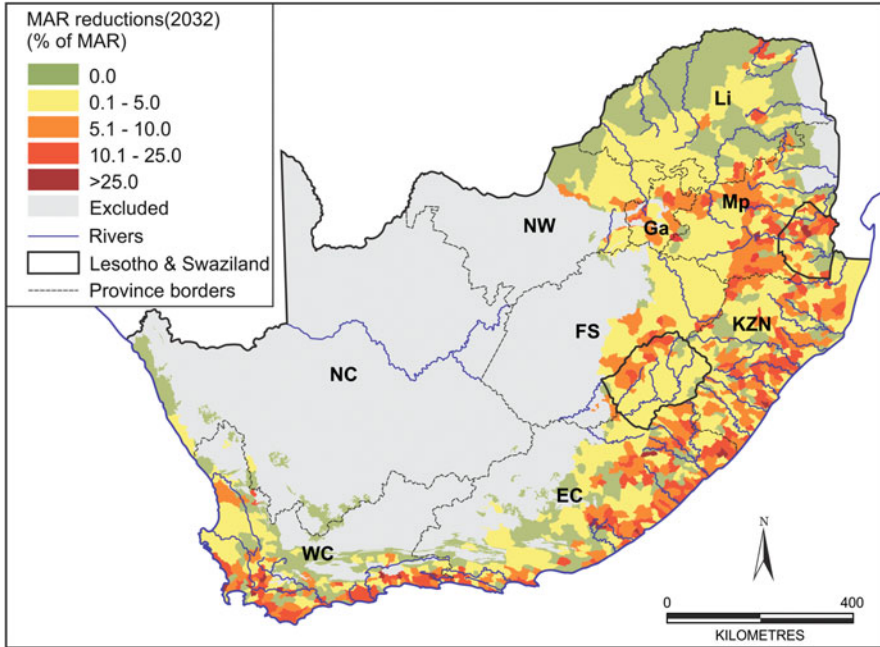 MAR reductions(2032)
(% of MAR)
0.0
0.1 - 5.0
5.1 - 10.0
10.1 - 25.0
>25.0
Excluded
Rivers
Lesotho & Swaziland
Province borders
Li
Mp
NW
Ga
FS
KZN
NC
EC
WC
N
0 400
KILOMETRES